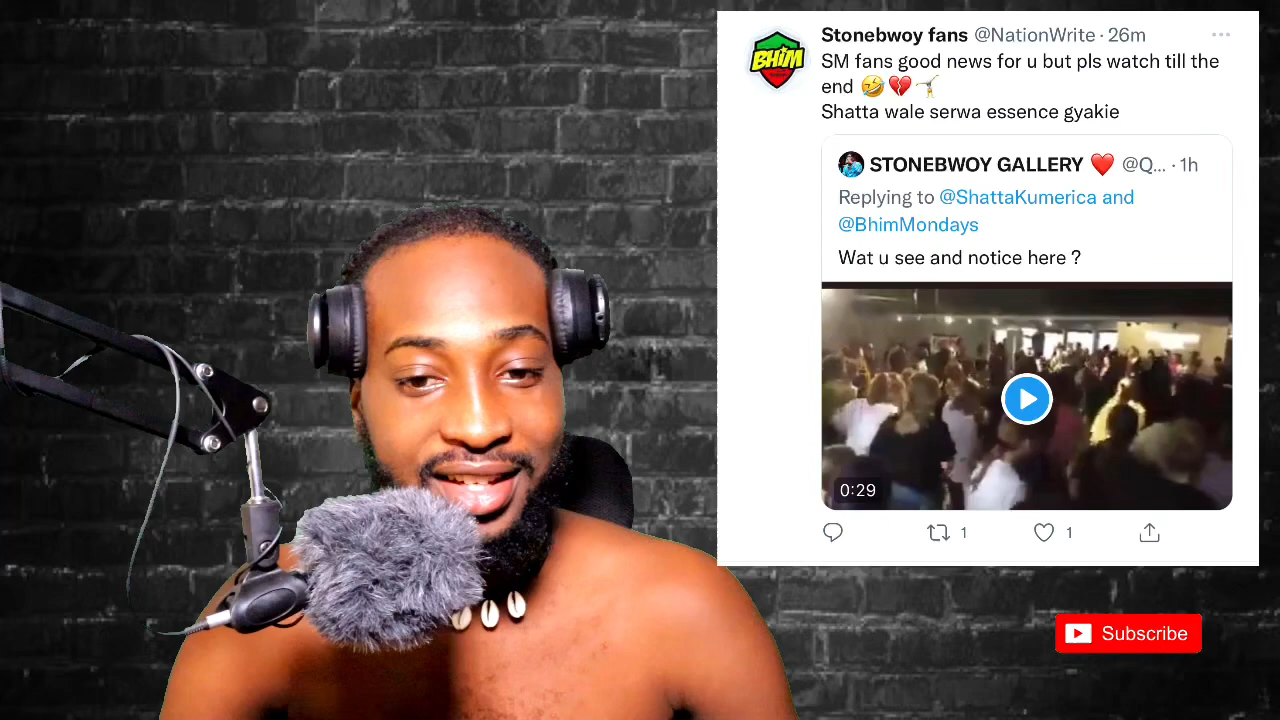 Stonebwoy fans @NationWrite · 26m
SM fans good news for u but pls watch till the
end 🤣💔🤸
Shatta wale serwa essence gyakie
BHiM
STONEBWOY GALLERY ❤️ @Q... · 1h
Replying to @ShattaKumerica and
@BhimMondays
Wat u see and notice here ?
0:29
1
1
Subscribe